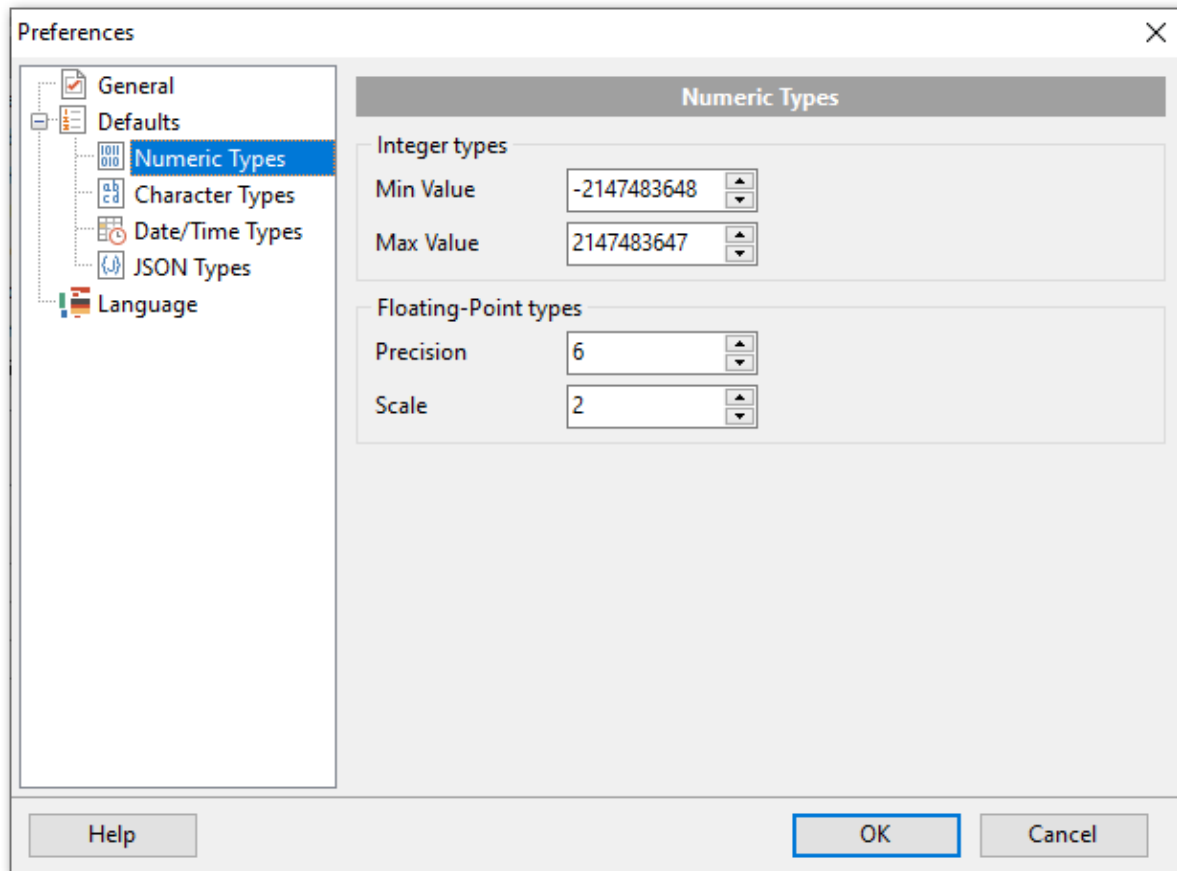 Preferences
General
Defaults
Numeric Types
Character Types
Date/Time Types
JSON Types
Language
Numeric Types
Integer types
Min Value -2147483648
Max Value 2147483647
Floating-Point types
Precision 6
Scale 2
Help OK Cancel